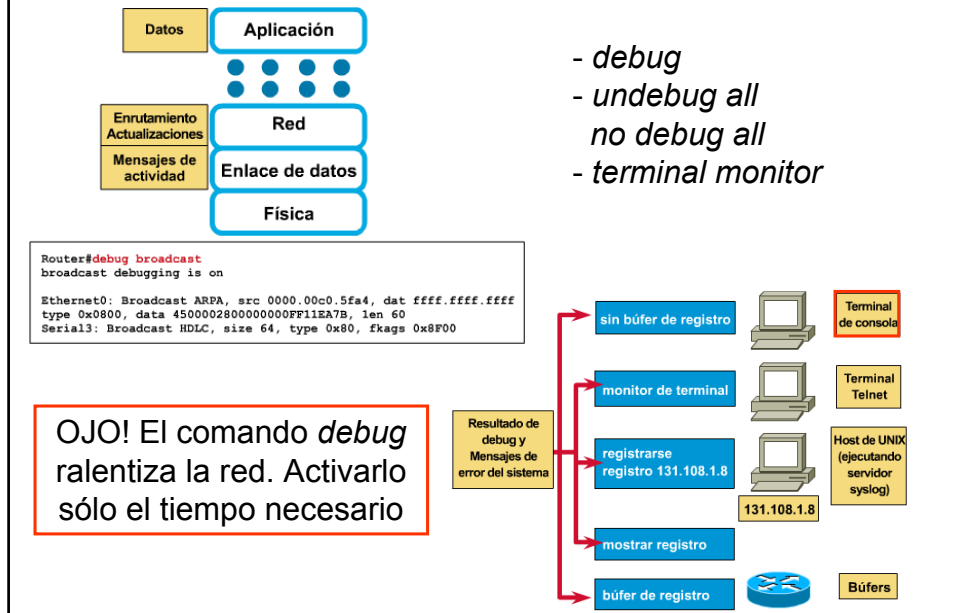 Datos
Aplicación
Enrutamiento
Actualizaciones
Red
Mensajes de
actividad
Enlace de datos
Física
- debug
- undebug all
no debug all
- terminal monitor
Router#debug broadcast
broadcast debugging is on
Ethernet0: Broadcast ARPA, src 0000.00c0.5fa4, dat ffff.ffff.ffff
type 0x0800, data 4500002800000000FF11EA7B, len 60
Serial3: Broadcast HDLC, size 64, type 0x80, fkags 0x8F00
OJO! El comando debug
ralentiza la red. Activarlo
sólo el tiempo necesario
Resultado de
debug y
Mensajes de
error del sistema
sin búfer de registro
Terminal
de consola
monitor de terminal
Terminal
Telnet
registrarse
registro 131.108.1.8
Host de UNIX
(ejecutando
servidor
syslog)
131.108.1.8
mostrar registro
búfer de registro
Búfers